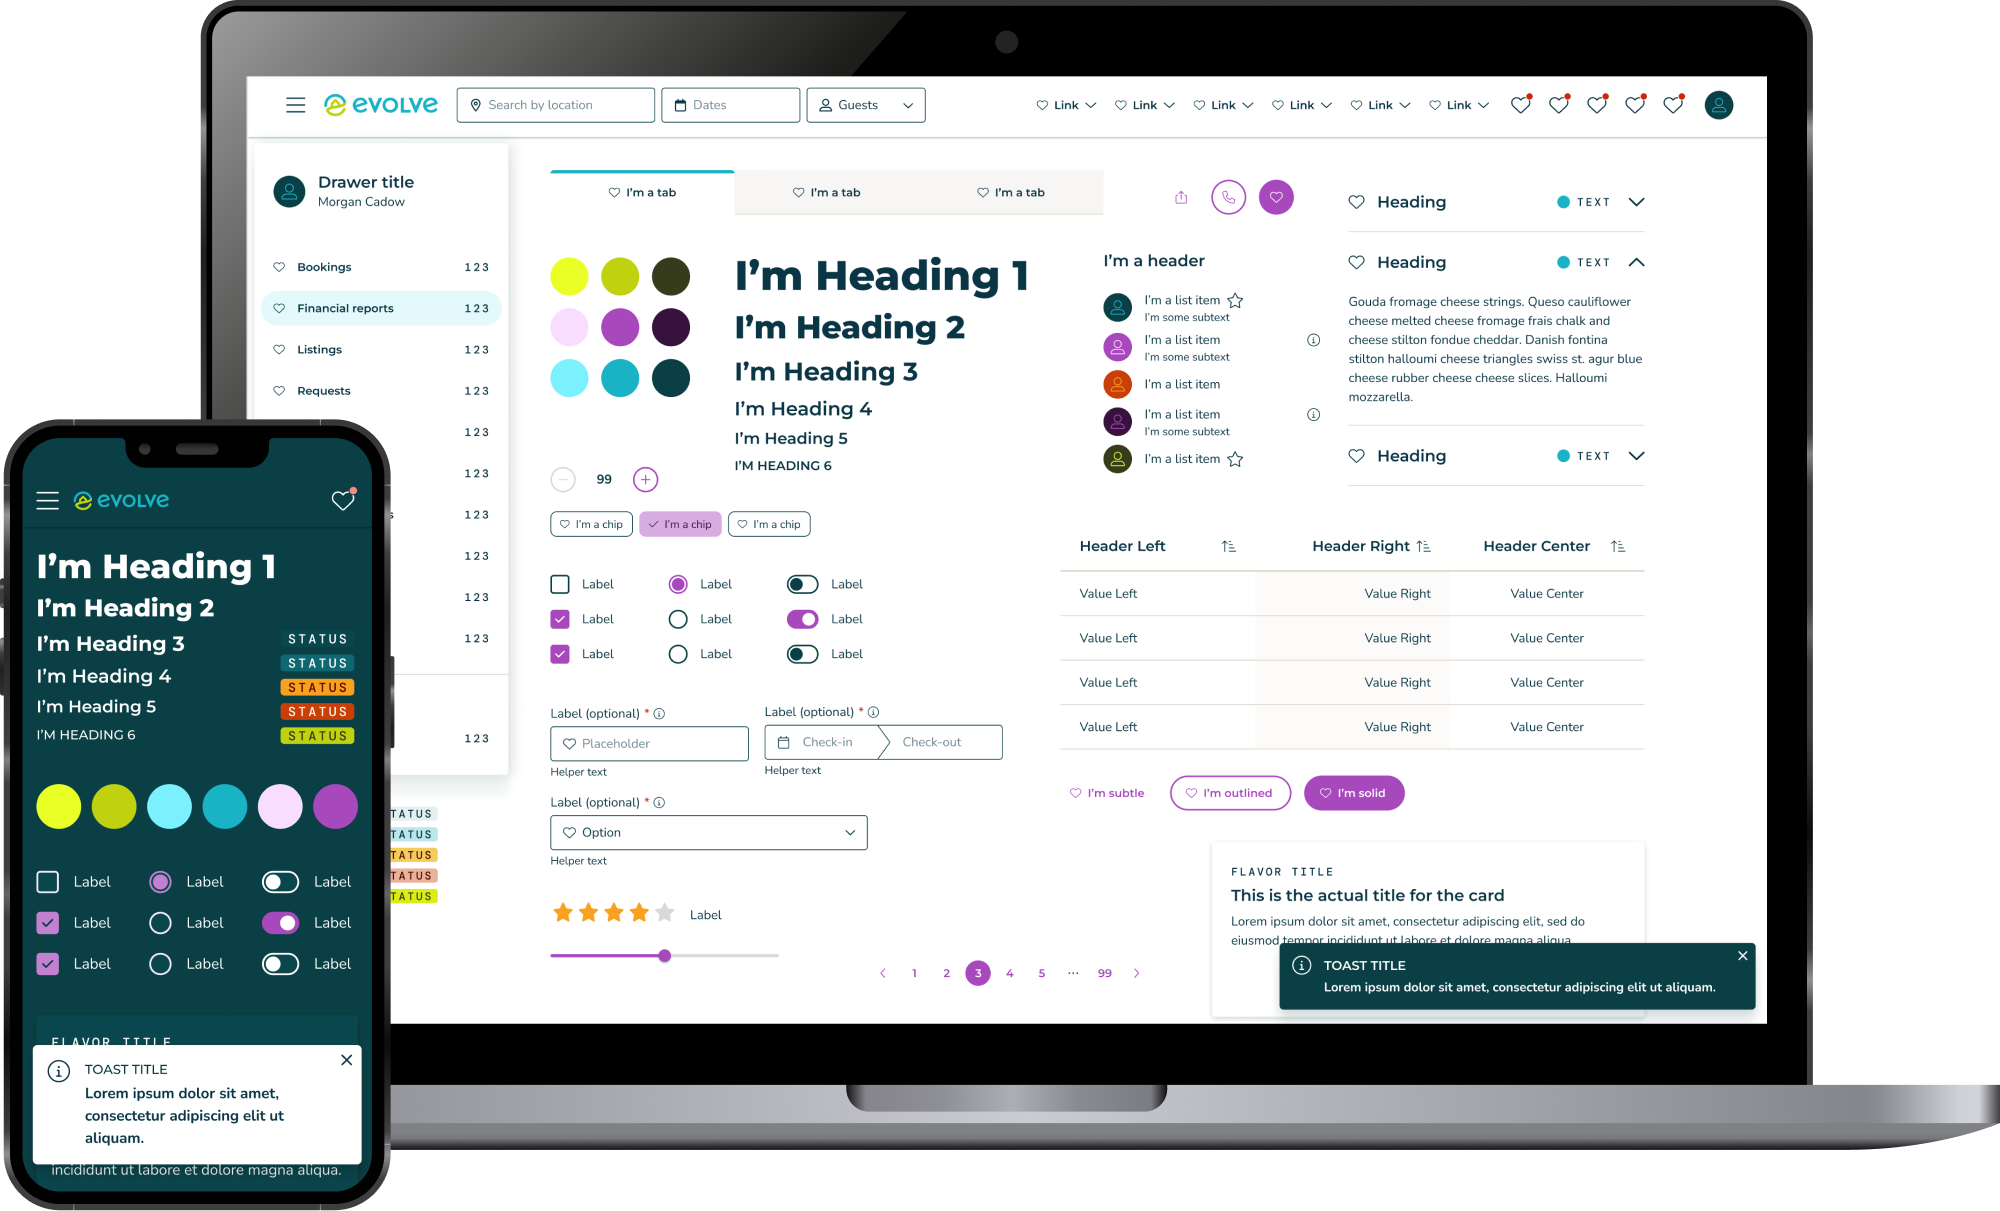 evolve
Search by location
Dates
Guests
Link
Link
Link
Link
Link
Link
Drawer title
Morgan Cadow
Bookings 123
Financial reports 123
Listings 123
Requests 123
123
123
s 123
123
123
123
123
TATUS
TATUS
TATUS
TATUS
TATUS
I'm a tab
I'm a tab
I'm a tab
I'm Heading 1
I'm Heading 2
I'm Heading 3
I'm Heading 4
I'm Heading 5
I'M HEADING 6
99
I'm a chip
I'm a chip
I'm a chip
Label Label Label
Label Label Label
Label Label Label
Label (optional) *
Placeholder
Helper text
Label (optional) *
Check-in Check-out
Helper text
Label (optional) *
Option
Helper text
Label
1 2 3 4 5 ··· 99
I'm a header
I'm a list item
I'm some subtext
I'm a list item
I'm some subtext
I'm a list item
I'm a list item
I'm some subtext
I'm a list item
Heading TEXT
Heading TEXT
Gouda fromage cheese strings. Queso cauliflower
cheese melted cheese fromage frais chalk and
cheese stilton fondue cheddar. Danish fontina
stilton halloumi cheese triangles swiss st. agur blue
cheese rubber cheese cheese slices. Halloumi
mozzarella.
Heading TEXT
Header Left Header Right Header Center
Value Left Value Right Value Center
Value Left Value Right Value Center
Value Left Value Right Value Center
Value Left Value Right Value Center
I'm subtle
I'm outlined
I'm solid
FLAVOR TITLE
This is the actual title for the card
Lorem ipsum dolor sit amet, consectetur adipiscing elit, sed do
eiusmod tempor incididunt ut labore et dolore magna aliqua.
TOAST TITLE
Lorem ipsum dolor sit amet, consectetur adipiscing elit ut aliquam.
evolve
I'm Heading 1
I'm Heading 2
I'm Heading 3
I'm Heading 4
I'm Heading 5
I'M HEADING 6
STATUS
STATUS
STATUS
STATUS
STATUS
Label Label Label
Label Label Label
Label Label Label
FLAVOR TITLE
TOAST TITLE
Lorem ipsum dolor sit amet,
consectetur adipiscing elit ut
aliquam.
incididunt ut labore et dolore magna aliqua.